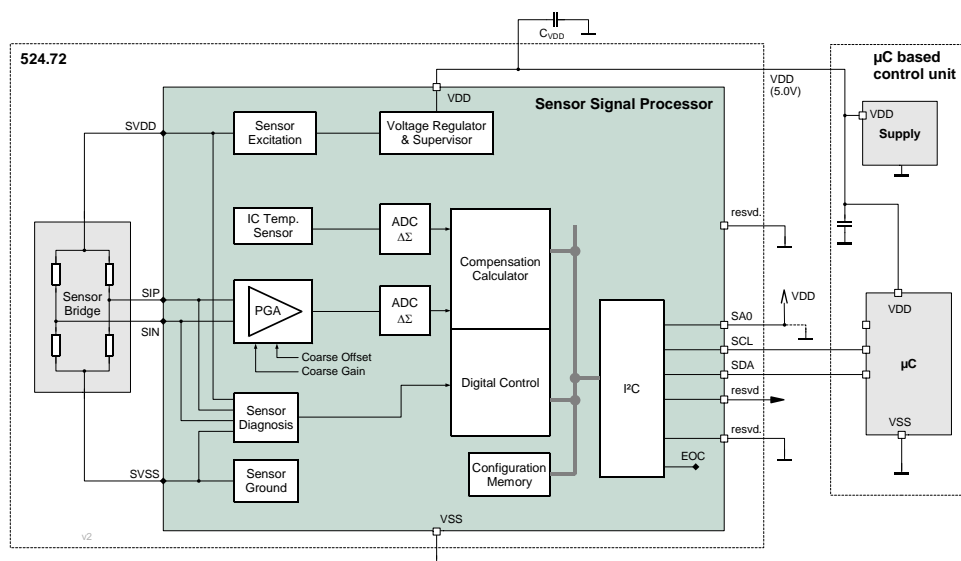 C VDD
524.72
µC based
control unit
VDD
(5.0V)
VDD
Sensor Signal Processor
VDD
Supply
SVDD
Sensor
Excitation
Voltage Regulator
& Supervisor
IC Temp.
Sensor
ADC
ΔΣ
resvd.
Compensation
Calculator
Sensor
Bridge
SIP
SIN
PGA
ADC
ΔΣ
VDD
SA0
VDD
SCL
Coarse Offset
Coarse Gain
Digital Control
I²C
SDA
µC
Sensor
Diagnosis
resvd
VSS
resvd.
SVSS
Sensor
Ground
Configuration
Memory
EOC
VSS
v2